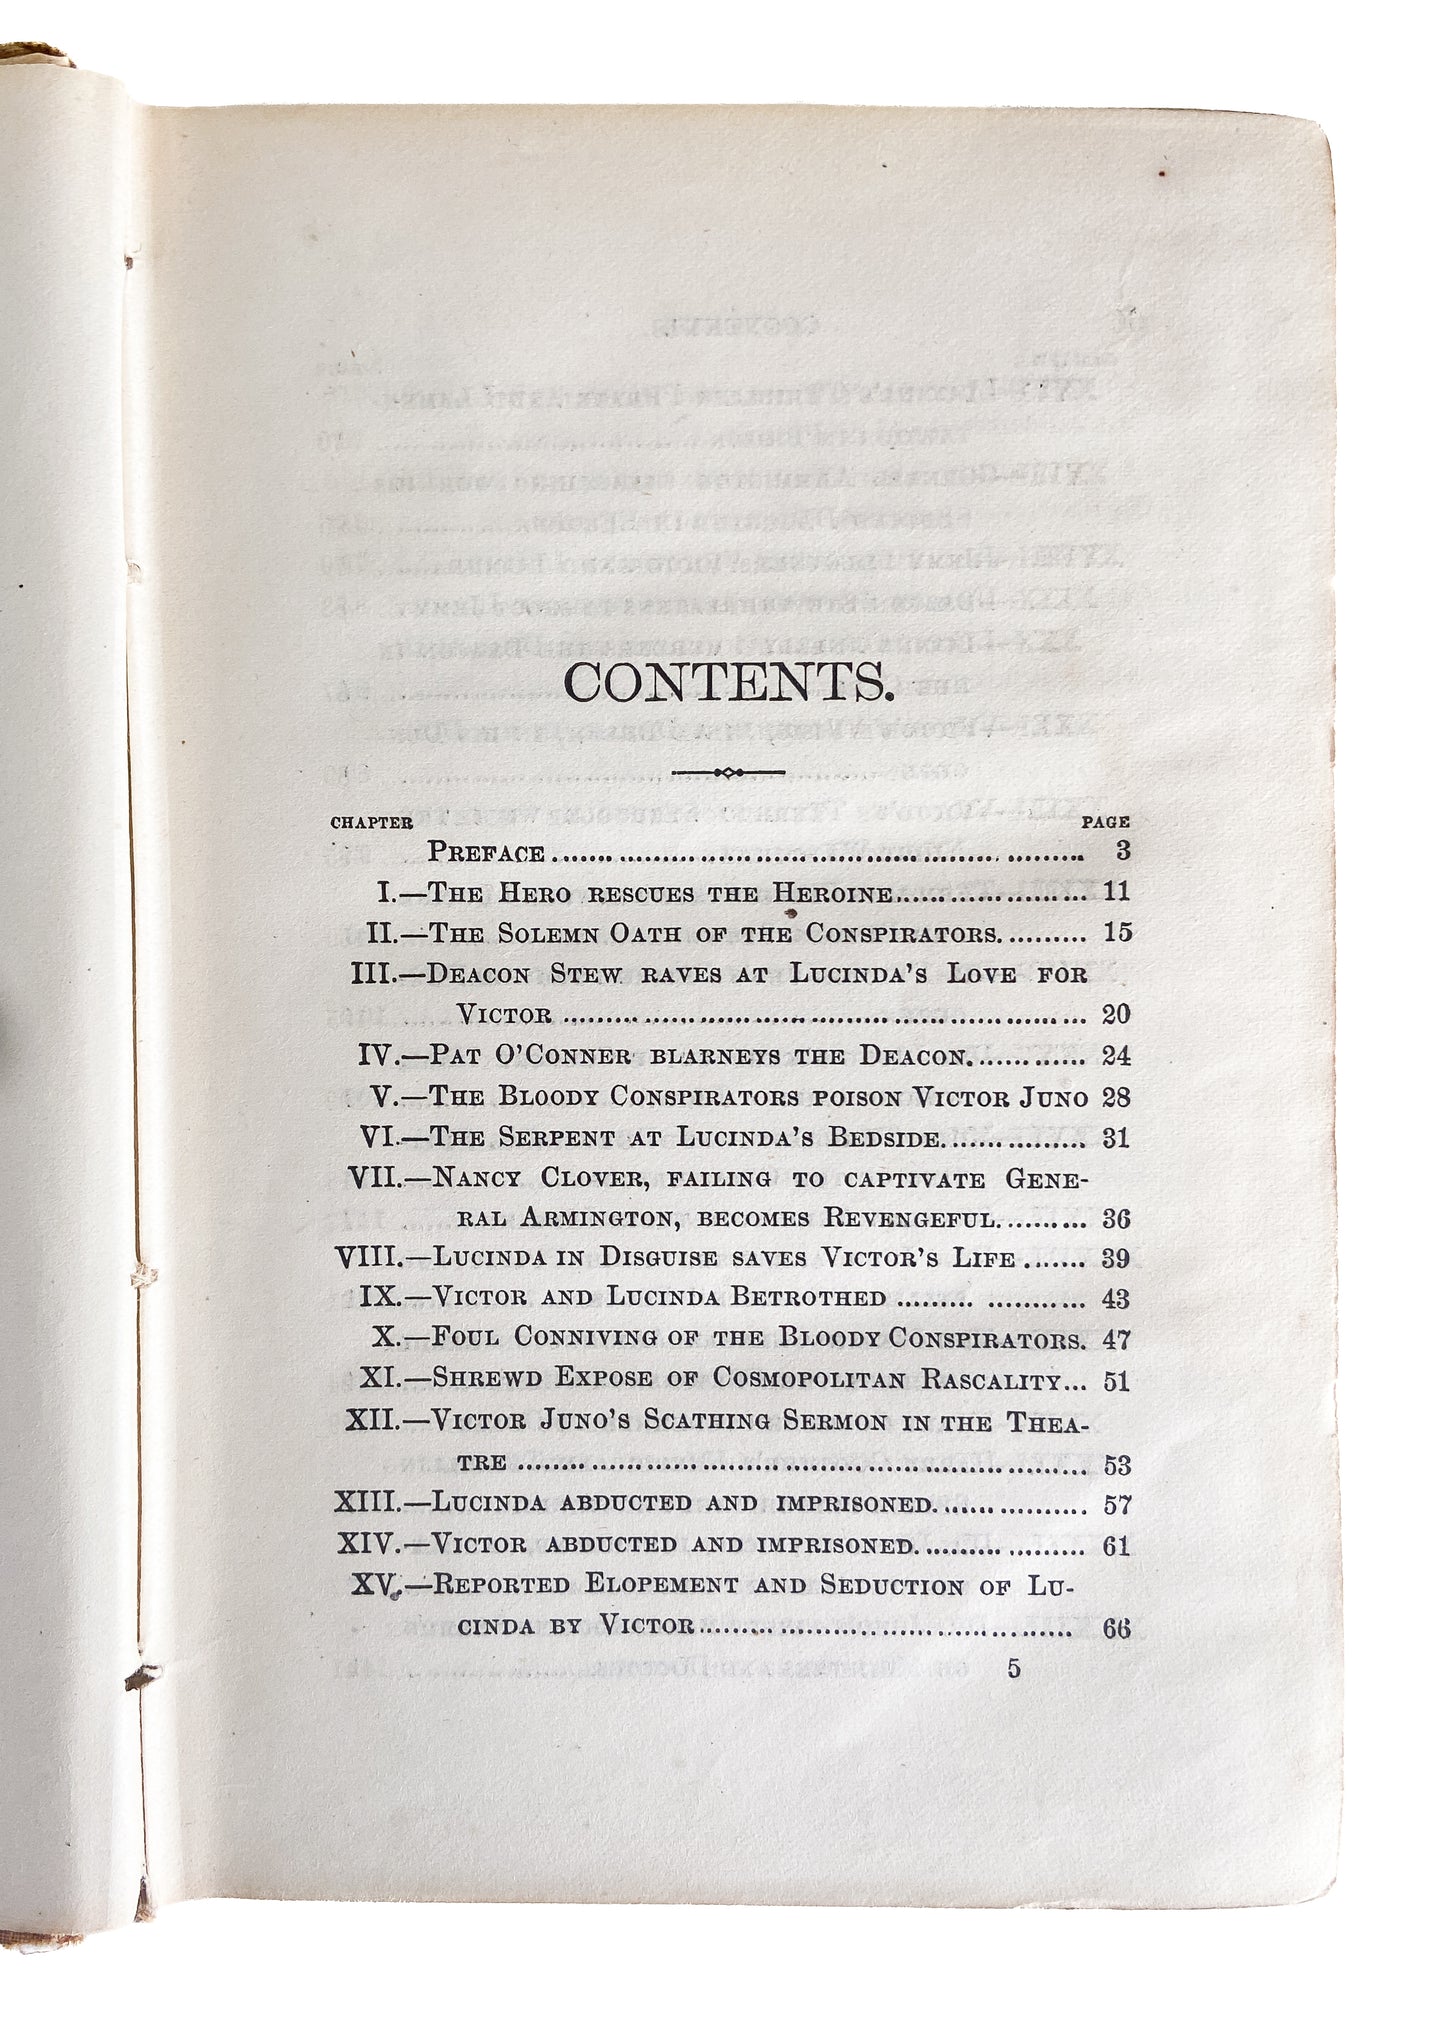 CONTENTS.
CHAPTER PAGE
PREFACE........................................................... 3
I.—THE HERO RESCUES THE HEROINE..................... 11
II.—THE SOLEMN OATH OF THE CONSPIRATORS.......... 15
III.—DEACON STEW RAVES AT LUCINDA'S LOVE FOR
VICTOR ......................................................... 20
IV.—PAT O'CONNER BLARNEYS THE DEACON............. 24
V.—THE BLOODY CONSPIRATORS POISON VICTOR JUNO 28
VI.—THE SERPENT AT LUCINDA'S BEDSIDE................ 31
VII.—NANCY CLOVER, FAILING TO CAPTIVATE GENE-
RAL ARMINGTON, BECOMES REVENGEFUL.......... 36
VIII.—LUCINDA IN DISGUISE SAVES VICTOR'S LIFE ....... 39
IX.—VICTOR AND LUCINDA BETROTHED ......... ............ 43
X.—FOUL CONNIVING OF THE BLOODY CONSPIRATORS. 47
XI.—SHREWD EXPOSE OF COSMOPOLITAN RASCALITY... 51
XII.—VICTOR JUNO'S SCATHING SERMON IN THE THEA-
TRE .............................................................. 53
XIII.—LUCINDA ABDUCTED AND IMPRISONED.................. 57
XIV.—VICTOR ABDUCTED AND IMPRISONED................... 61
XV.—REPORTED ELOPEMENT AND SEDUCTION OF LU-
CINDA BY VICTOR........................................... 66
5